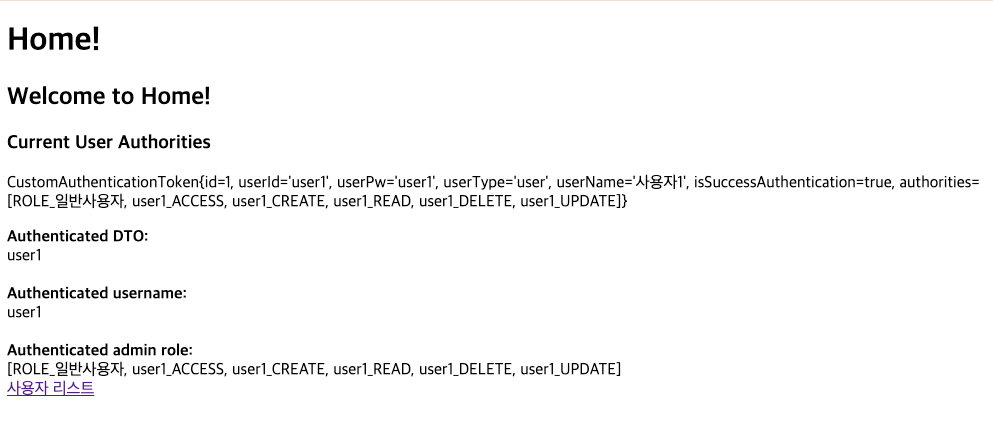 Home!
Welcome to Home!
Current User Authorities
CustomAuthenticationToken{id=1, userId='user1', userPw='user1', userType='user', userName='사용자1', isSuccessAuthentication=true, authorities=
[ROLE_일반사용자, user1_ACCESS, user1_CREATE, user1_READ, user1_DELETE, user1_UPDATE]}
Authenticated DTO:
user1
Authenticated username:
user1
Authenticated admin role:
[ROLE_일반사용자, user1_ACCESS, user1_CREATE, user1_READ, user1_DELETE, user1_UPDATE]
사용자 리스트